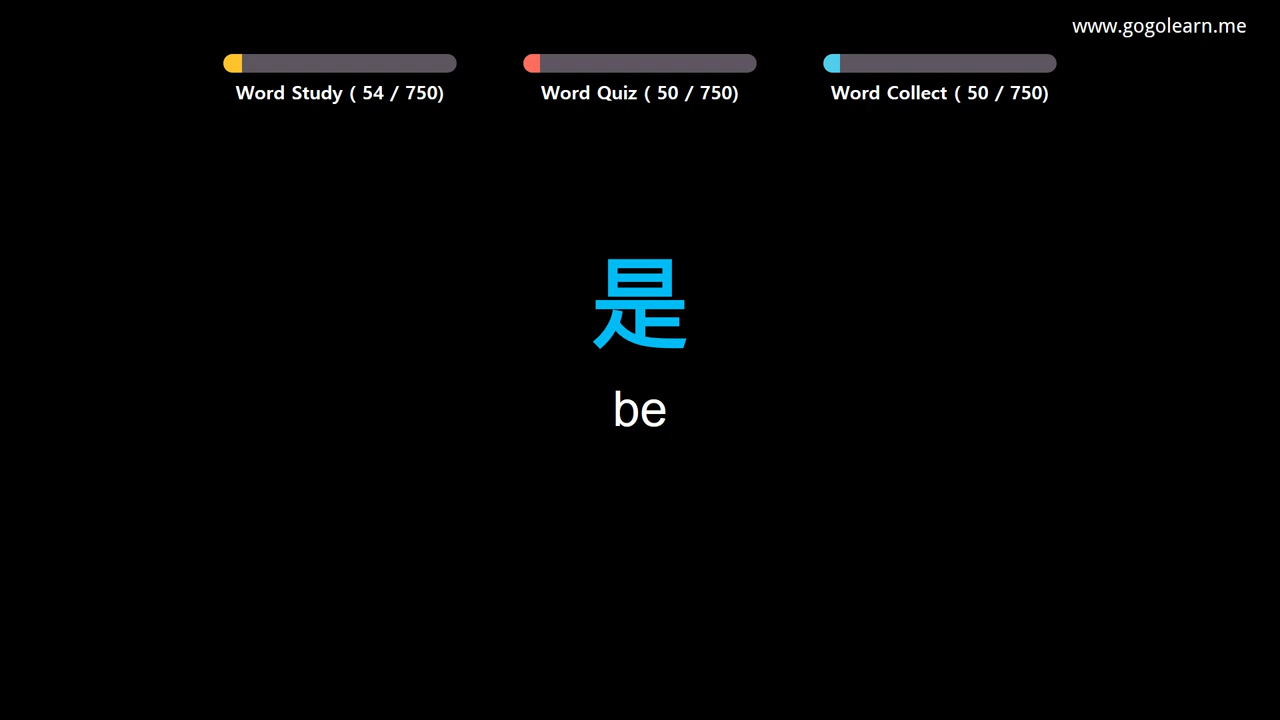 www.gogolearn.me
Word Study ( 54 / 750)
Word Quiz ( 50 / 750)
Word Collect ( 50 / 750)
是
be